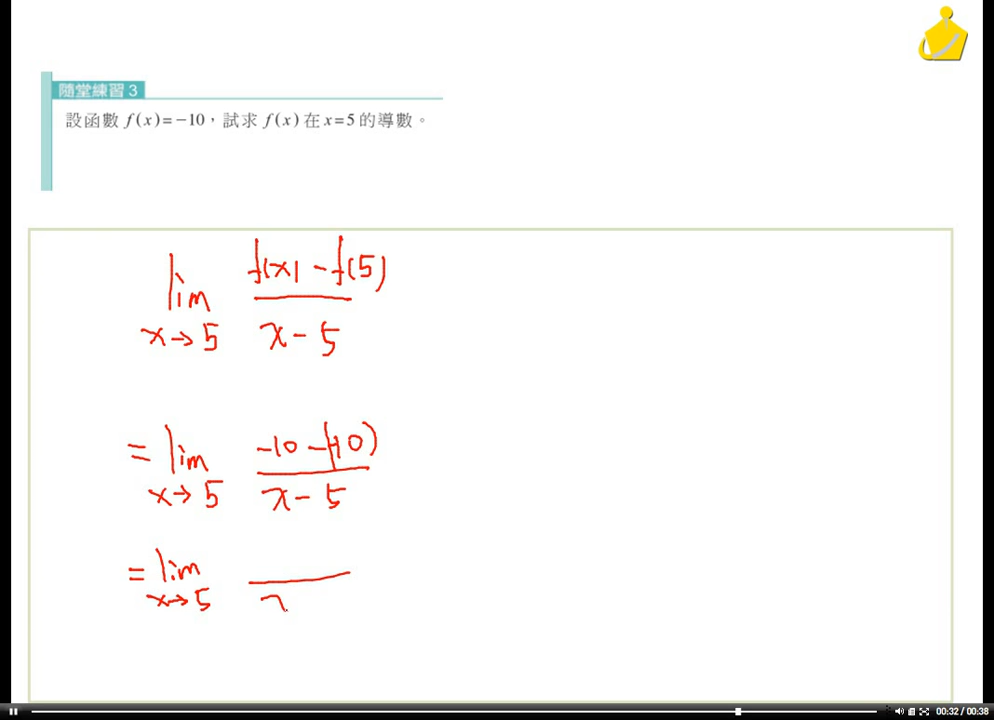 隨堂練習 3
設函數 f(x)=-10，試求 f(x) 在 x=5 的導數。
lim f(x)-f(5)
x→5 x-5
= lim -10-(-10)
x→5 x-5
= lim
x→5
00:32/00:38